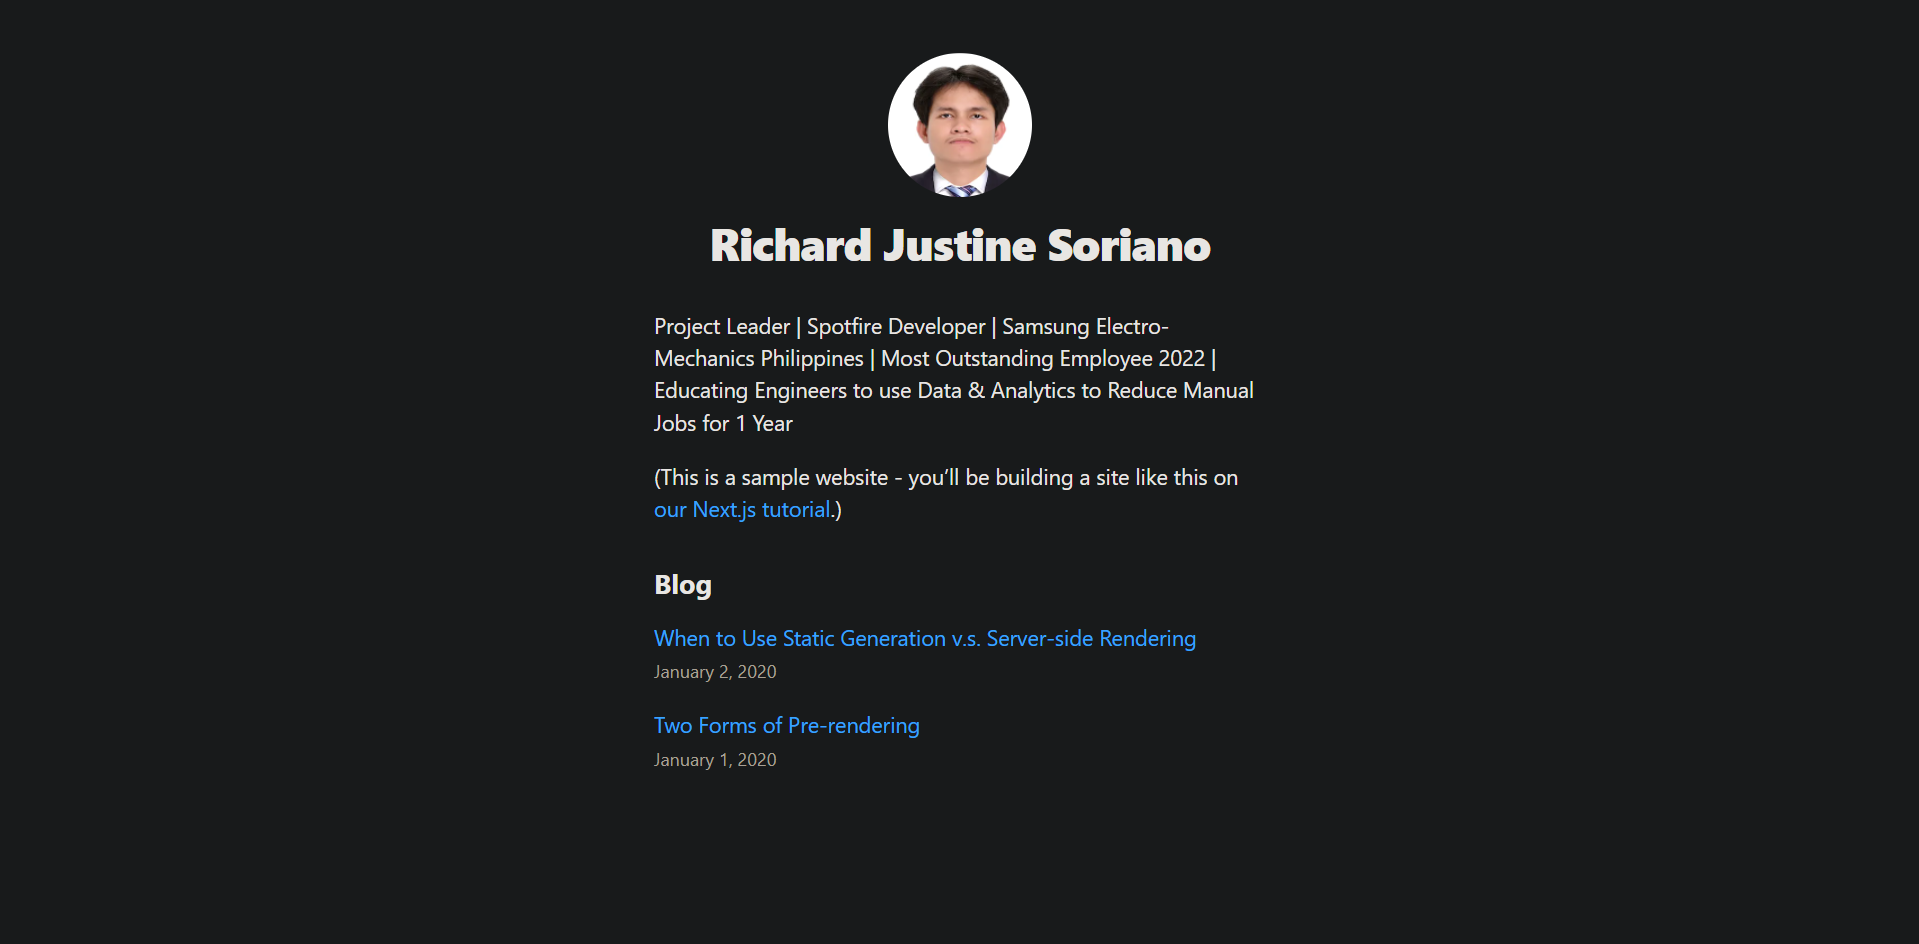 Richard Justine Soriano
Project Leader | Spotfire Developer | Samsung Electro-
Mechanics Philippines | Most Outstanding Employee 2022 |
Educating Engineers to use Data & Analytics to Reduce Manual
Jobs for 1 Year
(This is a sample website - you’ll be building a site like this on
our Next.js tutorial.)
Blog
When to Use Static Generation v.s. Server-side Rendering
January 2, 2020
Two Forms of Pre-rendering
January 1, 2020